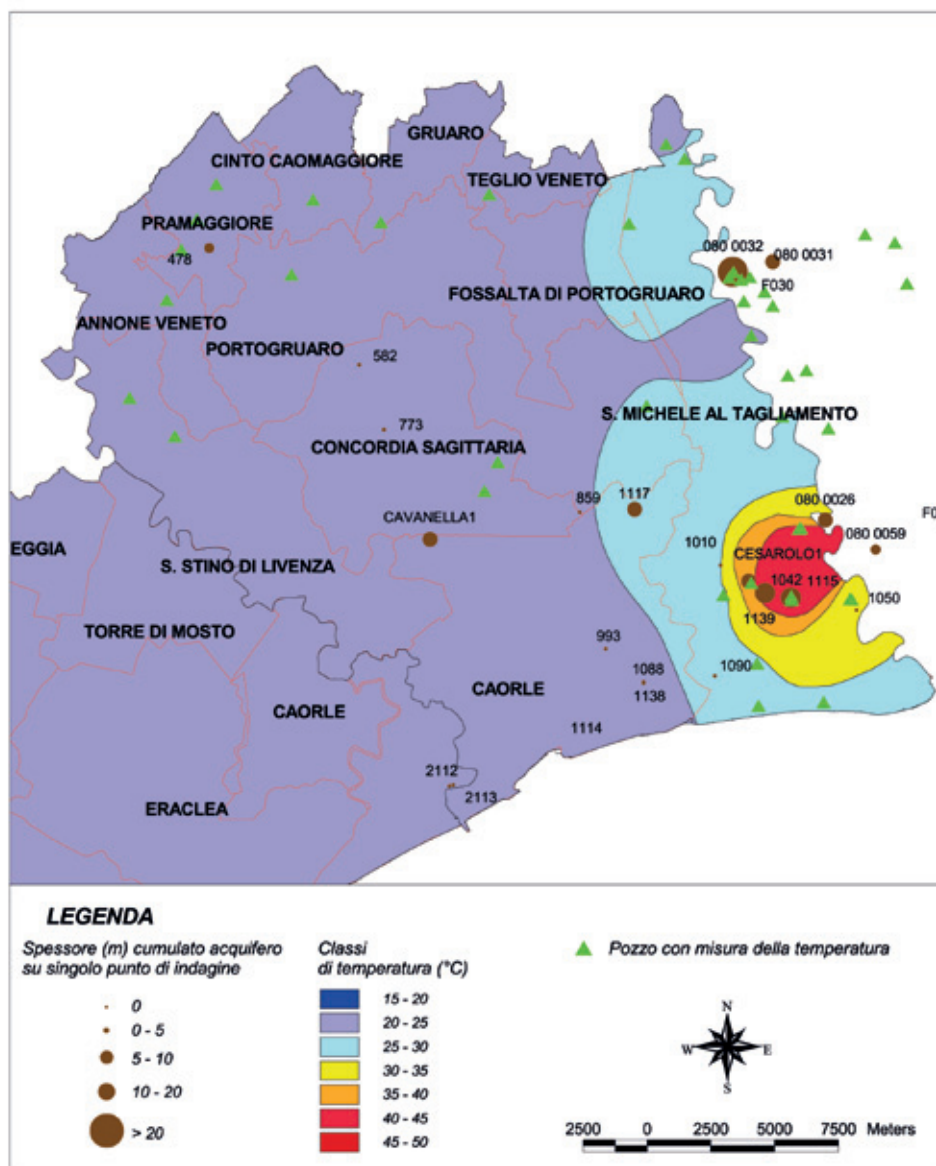 GRUARO
CINTO CAOMAGGIORE
TEGLIO VENETO
PRAMAGGIORE
478
080 0032
080 0031
F030
FOSSALTA DI PORTOGRUARO
ANNONE VENETO
PORTOGRUARO
582
S. MICHELE AL TAGLIAMENTO
773
CONCORDIA SAGITTARIA
859
1117
080 0026
F0
CAVANELLA1
080 0059
EGGIA
1010
CESAROLO1
S. STINO DI LIVENZA
1042
1115
1050
1139
TORRE DI MOSTO
993
1088
1090
CAORLE
1138
CAORLE
1114
2112
2113
ERACLEA
LEGENDA
Spessore (m) cumulato acquifero
su singolo punto di indagine
0
0 - 5
5 - 10
10 - 20
> 20
Classi
di temperatura (°C)
15 - 20
20 - 25
25 - 30
30 - 35
35 - 40
40 - 45
45 - 50
Pozzo con misura della temperatura
N
W
E
S
2500 0 2500 5000 7500 Meters